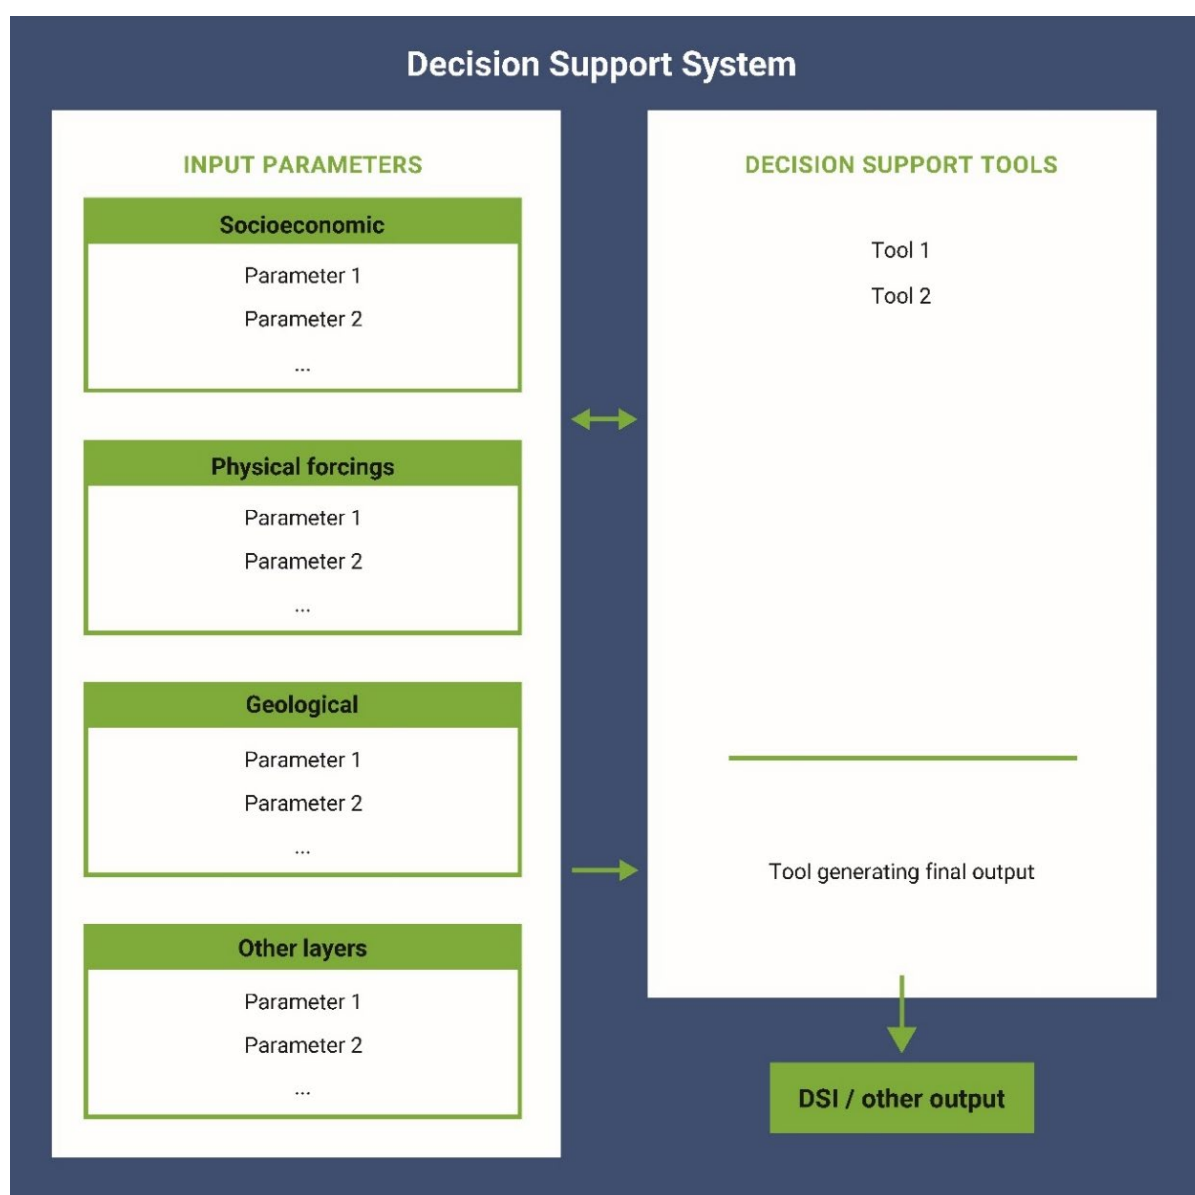 Decision Support System
INPUT PARAMETERS
Socioeconomic
Parameter 1
Parameter 2
...
Physical forcings
Parameter 1
Parameter 2
...
Geological
Parameter 1
Parameter 2
...
Other layers
Parameter 1
Parameter 2
...
DECISION SUPPORT TOOLS
Tool 1
Tool 2
Tool generating final output
DSI / other output